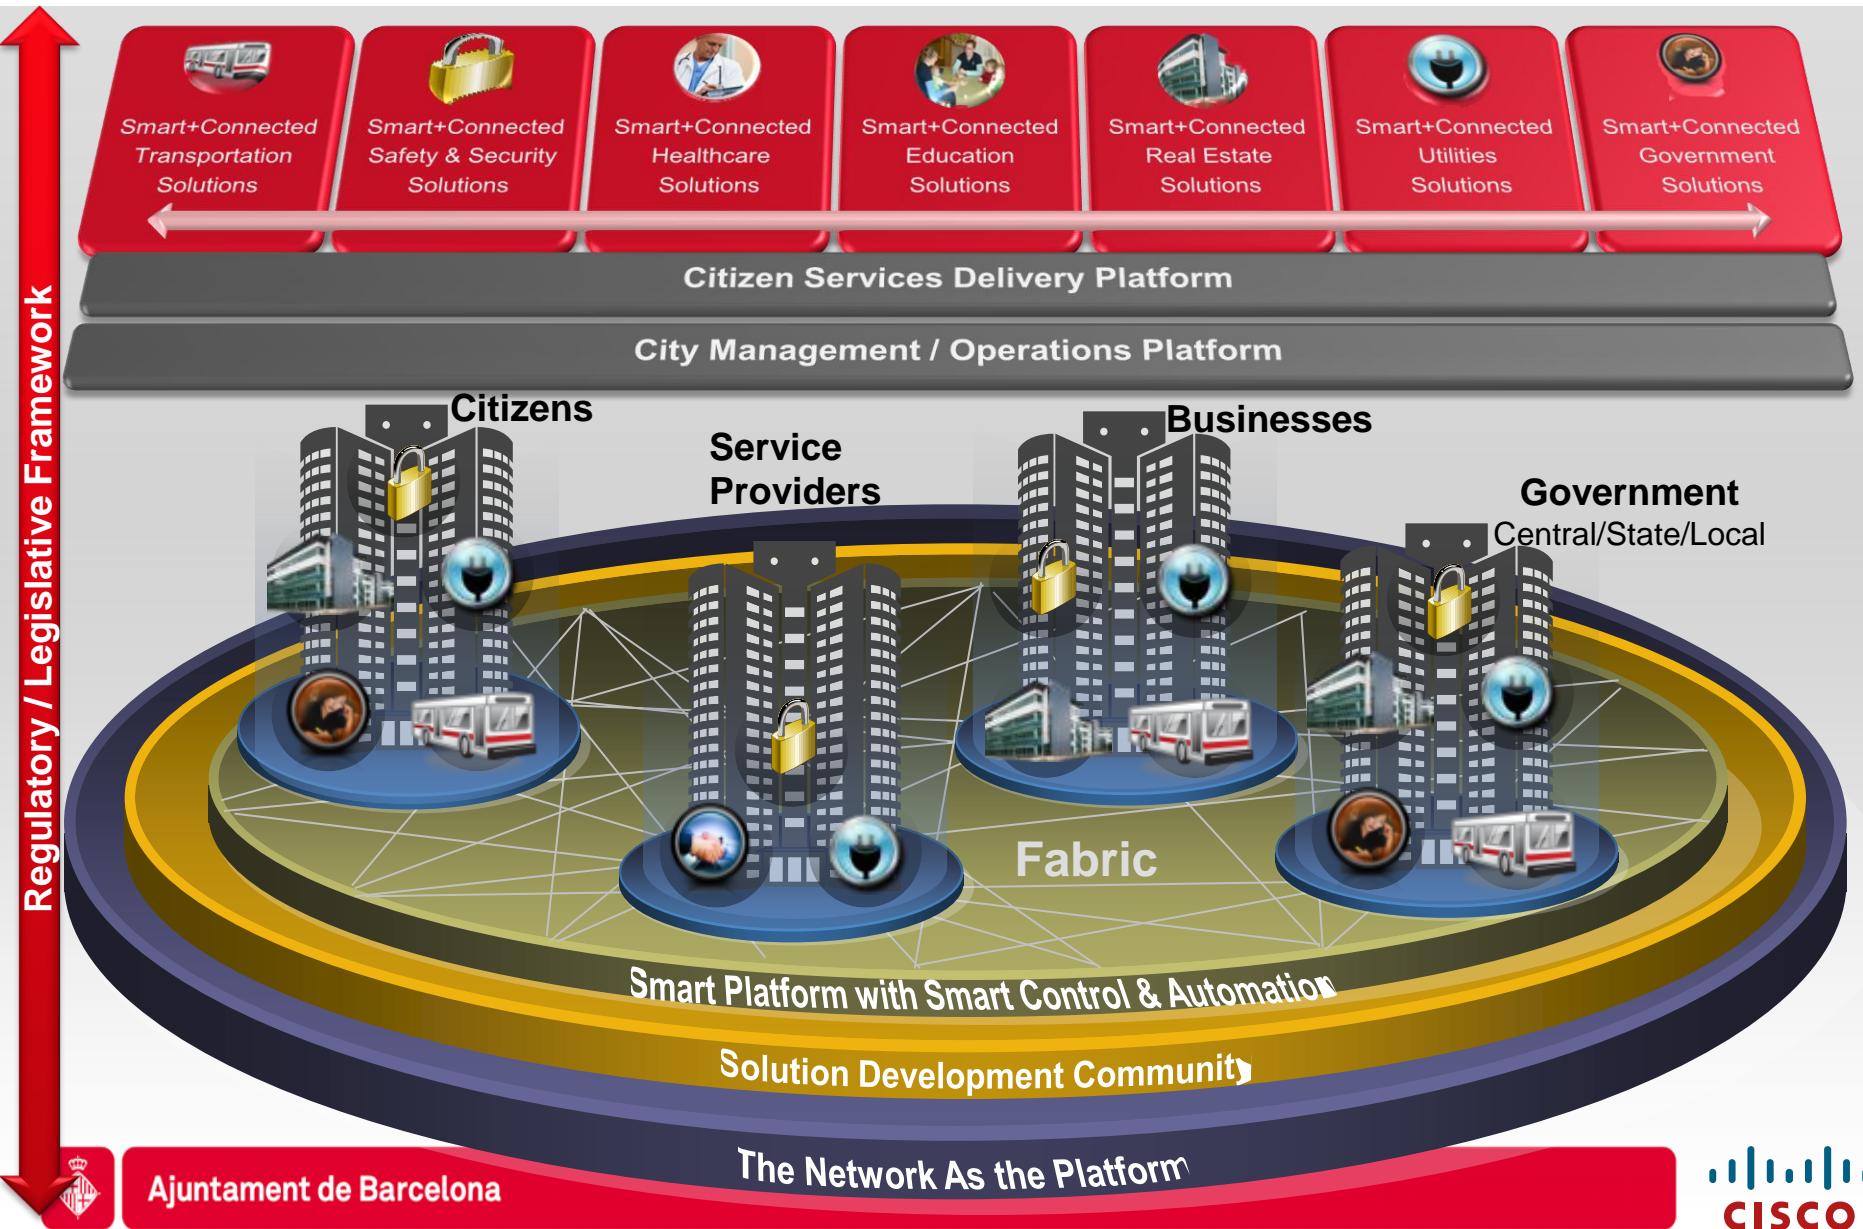 Smart+Connected
Transportation
Solutions
Smart+Connected
Safety & Security
Solutions
Smart+Connected
Healthcare
Solutions
Smart+Connected
Education
Solutions
Smart+Connected
Real Estate
Solutions
Smart+Connected
Utilities
Solutions
Smart+Connected
Government
Solutions
Citizen Services Delivery Platform
City Management / Operations Platform
Regulatory / Legislative Framework
Citizens
Service
Providers
Businesses
Government
Central/State/Local
Fabric
Smart Platform with Smart Control & Automation
Solution Development Community
The Network As the Platform
Ajuntament de Barcelona
CISCO